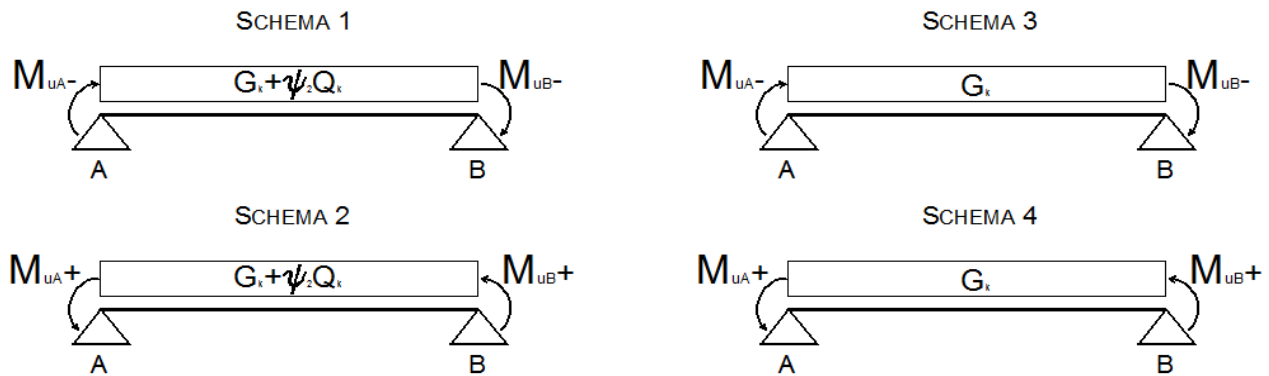 SCHEMA 1
MuA- Gk+ψ2Qk MuB-
A B
SCHEMA 3
MuA- Gk MuB-
A B
SCHEMA 2
MuA+ Gk+ψ2Qk MuB+
A B
SCHEMA 4
MuA+ Gk MuB+
A B